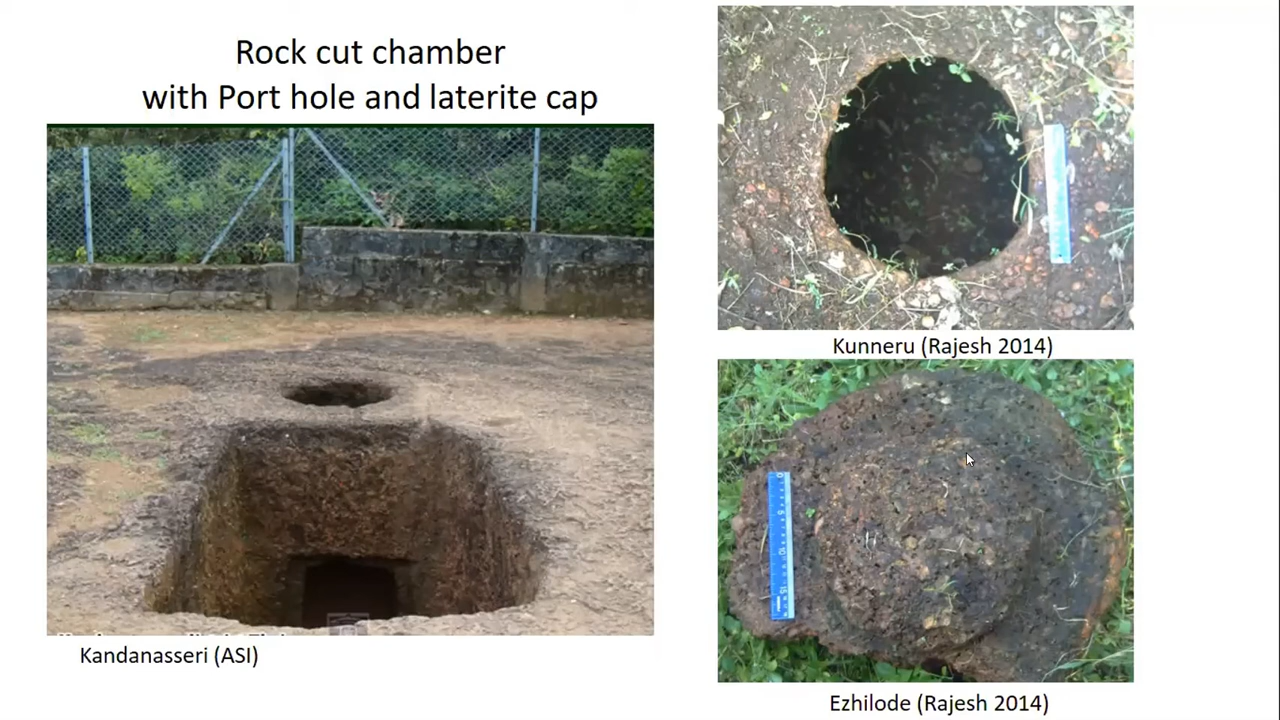 Rock cut chamber
with Port hole and laterite cap
Kandanasseri (ASI)
Kunneru (Rajesh 2014)
Ezhilode (Rajesh 2014)